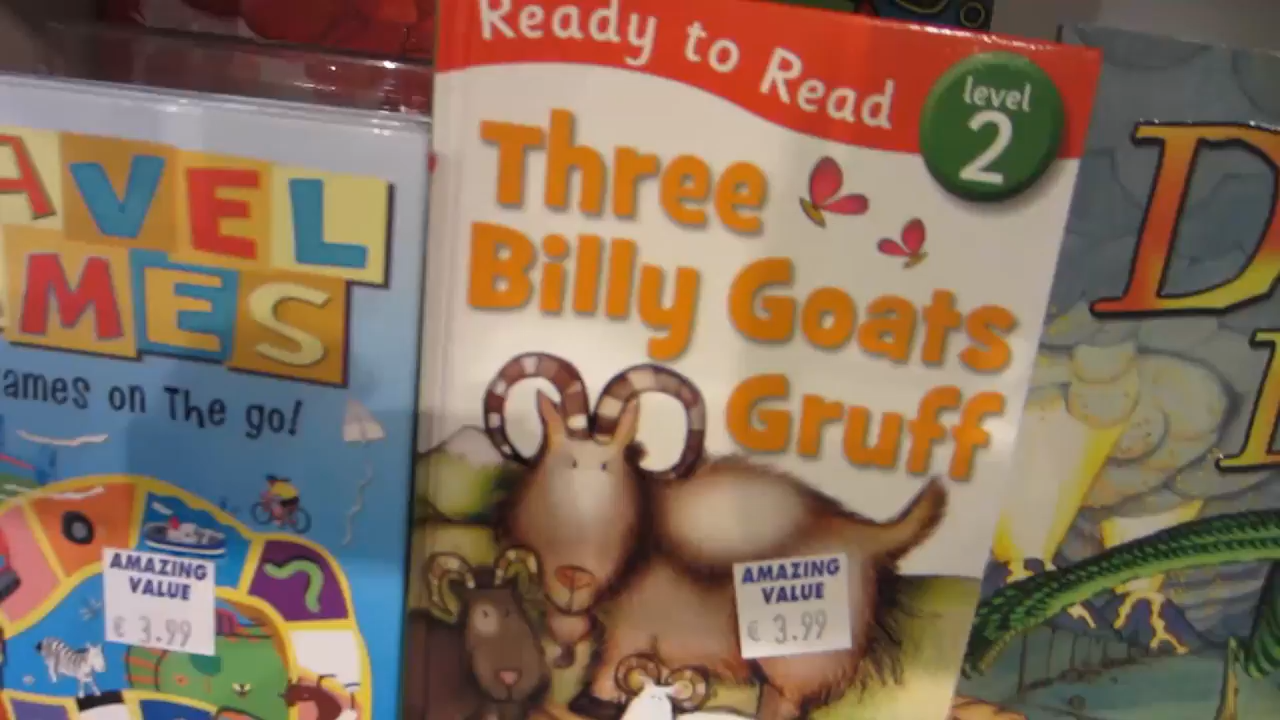 AVEL
MES
ames on The go!
AMAZING
VALUE
€ 3.99
Ready to Read
level
2
Three
Billy Goats
Gruff
AMAZING
VALUE
€ 3.99
D